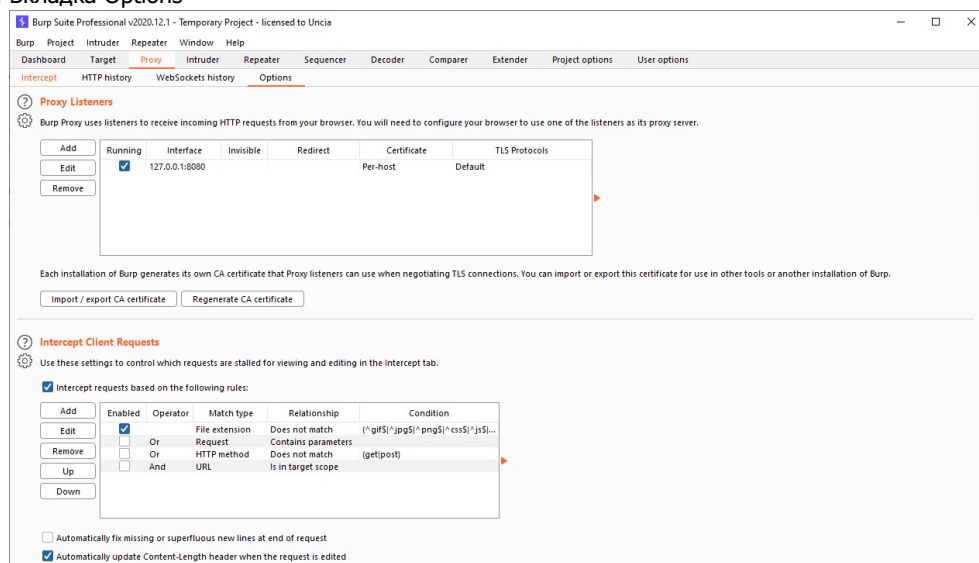 Вкладка Options
Burp Suite Professional v2020.12.1 - Temporary Project - licensed to Uncia
Burp Project Intruder Repeater Window Help
Dashboard Target Proxy Intruder Repeater Sequencer Decoder Comparer Extender Project options User options
Intercept HTTP history WebSockets history Options
Proxy Listeners
Burp Proxy uses listeners to receive incoming HTTP requests from your browser. You will need to configure your browser to use one of the listeners as its proxy server.
Add
Edit
Remove
Running Interface Invisible Redirect Certificate TLS Protocols
127.0.0.1:8080 Per-host Default
Each installation of Burp generates its own CA certificate that Proxy listeners can use when negotiating TLS connections. You can import or export this certificate for use in other tools or another installation of Burp.
Import / export CA certificate Regenerate CA certificate
Intercept Client Requests
Use these settings to control which requests are stalled for viewing and editing in the Intercept tab.
Intercept requests based on the following rules:
Add
Edit
Remove
Up
Down
Enabled Operator Match type Relationship Condition
File extension Does not match (^gif$|^jpg$|^png$|^css$|^js$|...
Or Request Contains parameters
Or HTTP method Does not match (get|post)
And URL Is in target scope
Automatically fix missing or superfluous new lines at end of request
Automatically update Content-Length header when the request is edited